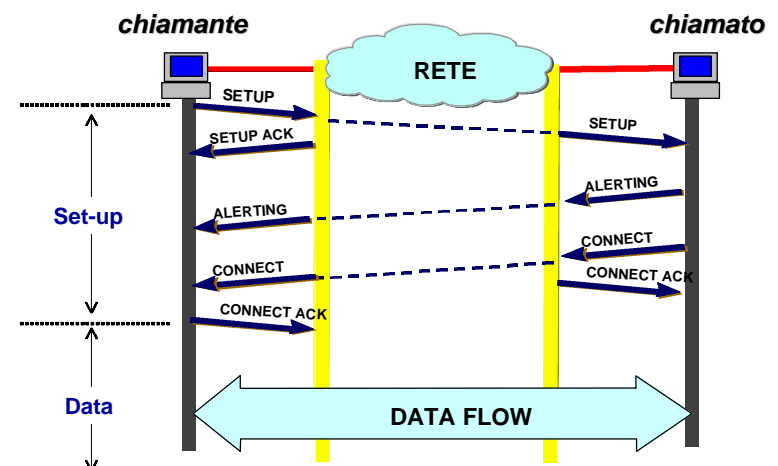 chiamante
chiamato
RETE
SETUP
SETUP
SETUP ACK
ALERTING
ALERTING
Set-up
CONNECT
CONNECT
CONNECT ACK
CONNECT ACK
Data
DATA FLOW